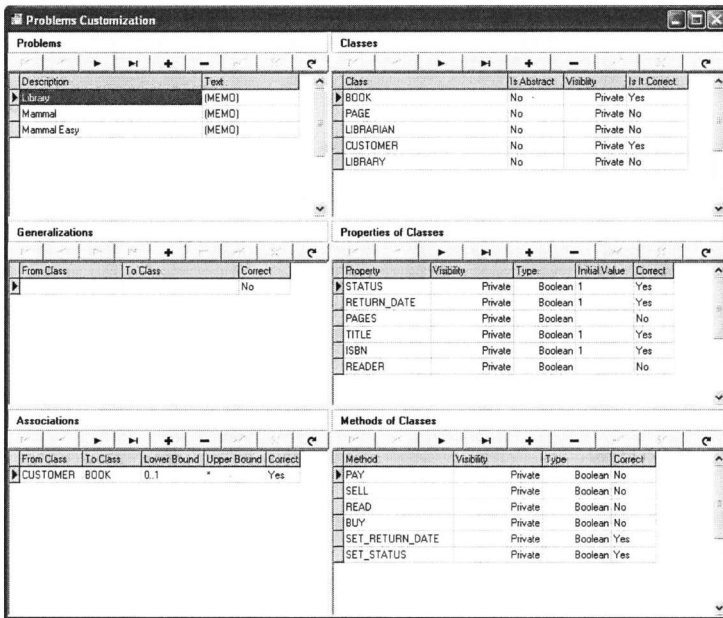 Problems Customization
Problems
Description Text
Library (MEMO)
Mammal (MEMO)
Mammal Easy (MEMO)
Classes
Class Is Abstract Visiblity Is It Correct
BOOK No Private Yes
PAGE No Private No
LIBRARIAN No Private No
CUSTOMER No Private Yes
LIBRARY No Private No
Generalizations
From Class To Class Correct
No
Properties of Classes
Property Visibility Type Initial Value Correct
STATUS Private Boolean 1 Yes
RETURN_DATE Private Boolean 1 Yes
PAGES Private Boolean No
TITLE Private Boolean 1 Yes
ISBN Private Boolean 1 Yes
READER Private Boolean No
Associations
From Class To Class Lower Bound Upper Bound Correct
CUSTOMER BOOK 0..1 * Yes
Methods of Classes
Method Visibility Type Correct
PAY Private Boolean No
SELL Private Boolean No
READ Private Boolean No
BUY Private Boolean No
SET_RETURN_DATE Private Boolean Yes
SET_STATUS Private Boolean Yes